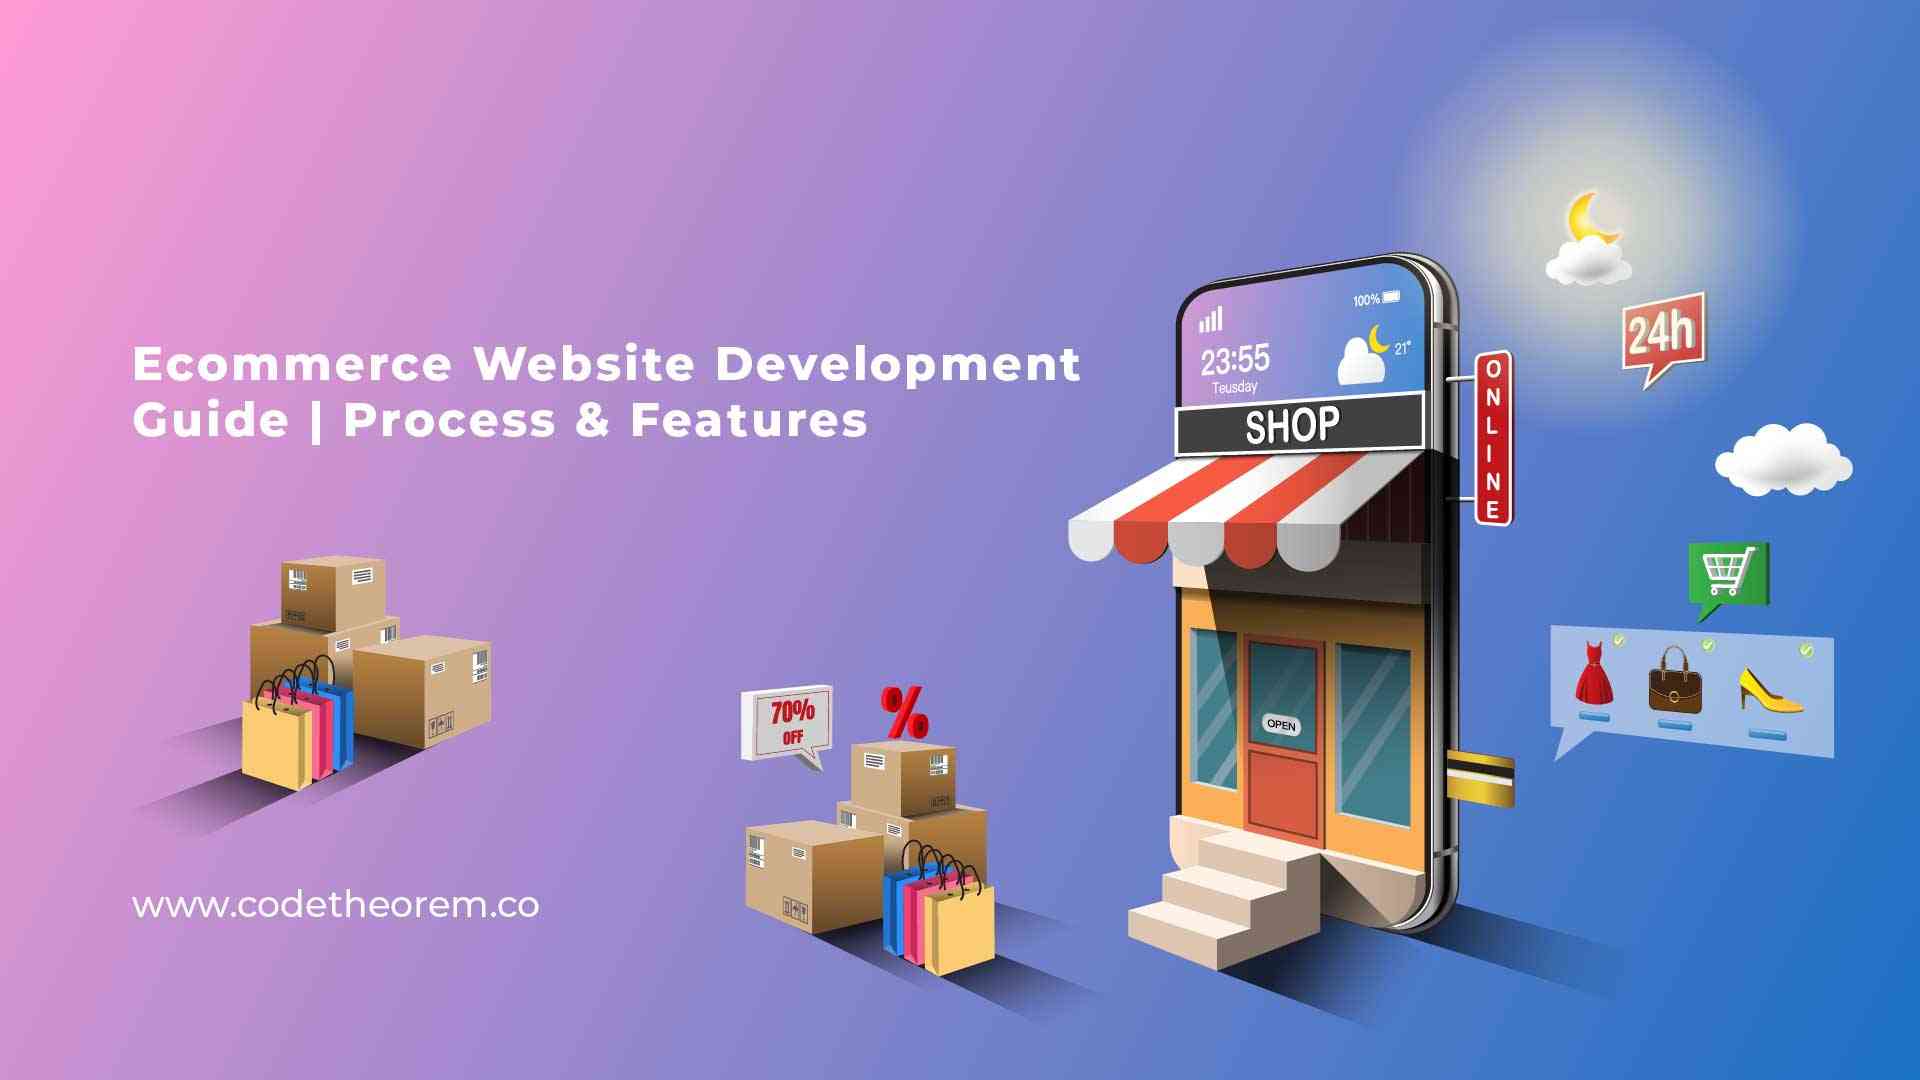 Ecommerce Website Development
Guide | Process & Features
www.codetheorem.co
70%
OFF
%
100%
23:55
Teusday
21°
SHOP
ONLINE
24h
OPEN